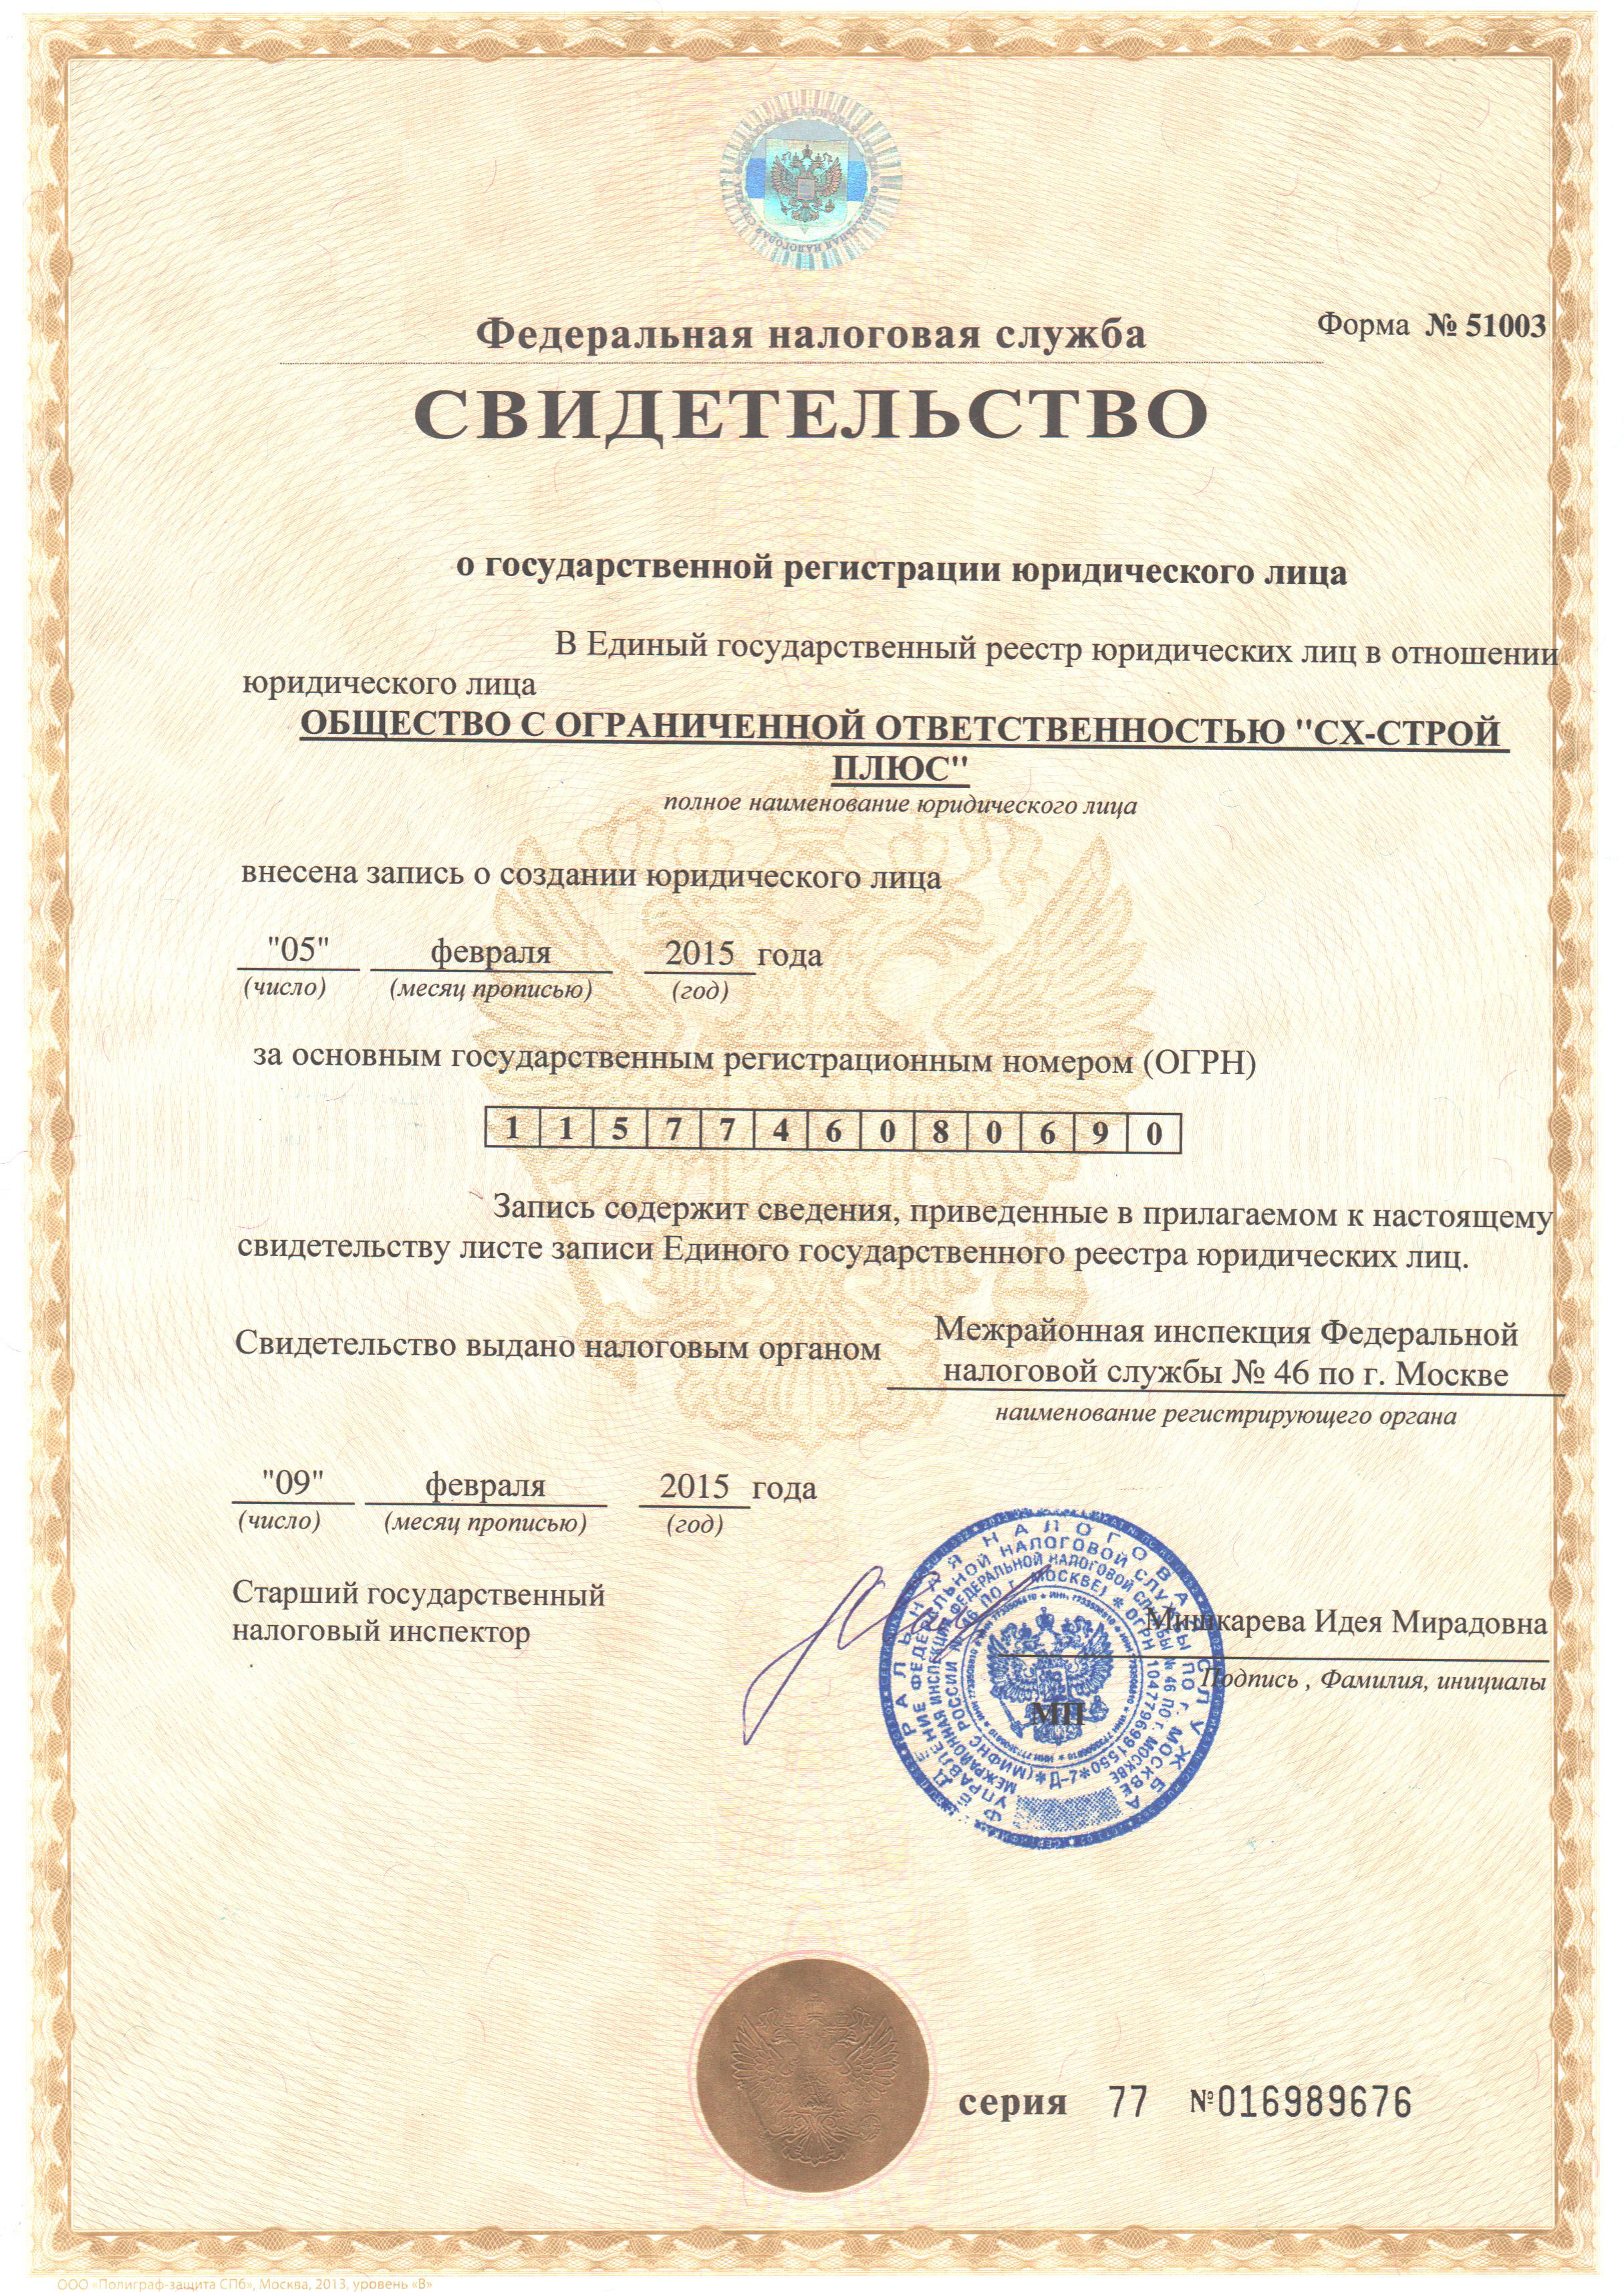 Федеральная налоговая служба
Форма № 51003
СВИДЕТЕЛЬСТВО
о государственной регистрации юридического лица
В Единый государственный реестр юридических лиц в отношении
юридического лица
ОБЩЕСТВО С ОГРАНИЧЕННОЙ ОТВЕТСТВЕННОСТЬЮ "СХ-СТРОЙ
ПЛЮС"
полное наименование юридического лица
внесена запись о создании юридического лица
"05" февраля 2015 года
(число) (месяц прописью) (год)
за основным государственным регистрационным номером (ОГРН)
1 1 5 7 7 4 6 0 8 0 6 9 0
Запись содержит сведения, приведенные в прилагаемом к настоящему
свидетельству листе записи Единого государственного реестра юридических лиц.
Свидетельство выдано налоговым органом
Межрайонная инспекция Федеральной
налоговой службы № 46 по г. Москве
наименование регистрирующего органа
"09" февраля 2015 года
(число) (месяц прописью) (год)
Старший государственный
налоговый инспектор
Мишкарева Идея Мирадовна
Подпись , Фамилия, инициалы
МП
ФЕДЕРАЛЬНАЯ НАЛОГОВАЯ СЛУЖБА
УПРАВЛЕНИЕ ФЕДЕРАЛЬНОЙ НАЛОГОВОЙ СЛУЖБЫ ПО Г. МОСКВЕ
МЕЖРАЙОННАЯ ИНСПЕКЦИЯ ФЕДЕРАЛЬНОЙ НАЛОГОВОЙ СЛУЖБЫ № 46 ПО Г. МОСКВЕ
(МИФНС РОССИИ № 46 ПО Г. МОСКВЕ) * ОГРН 1047796991550 * Д-7 *
серия 77 №016989676
ООО «Полиграф-защита СПб», Москва, 2013, уровень «В»